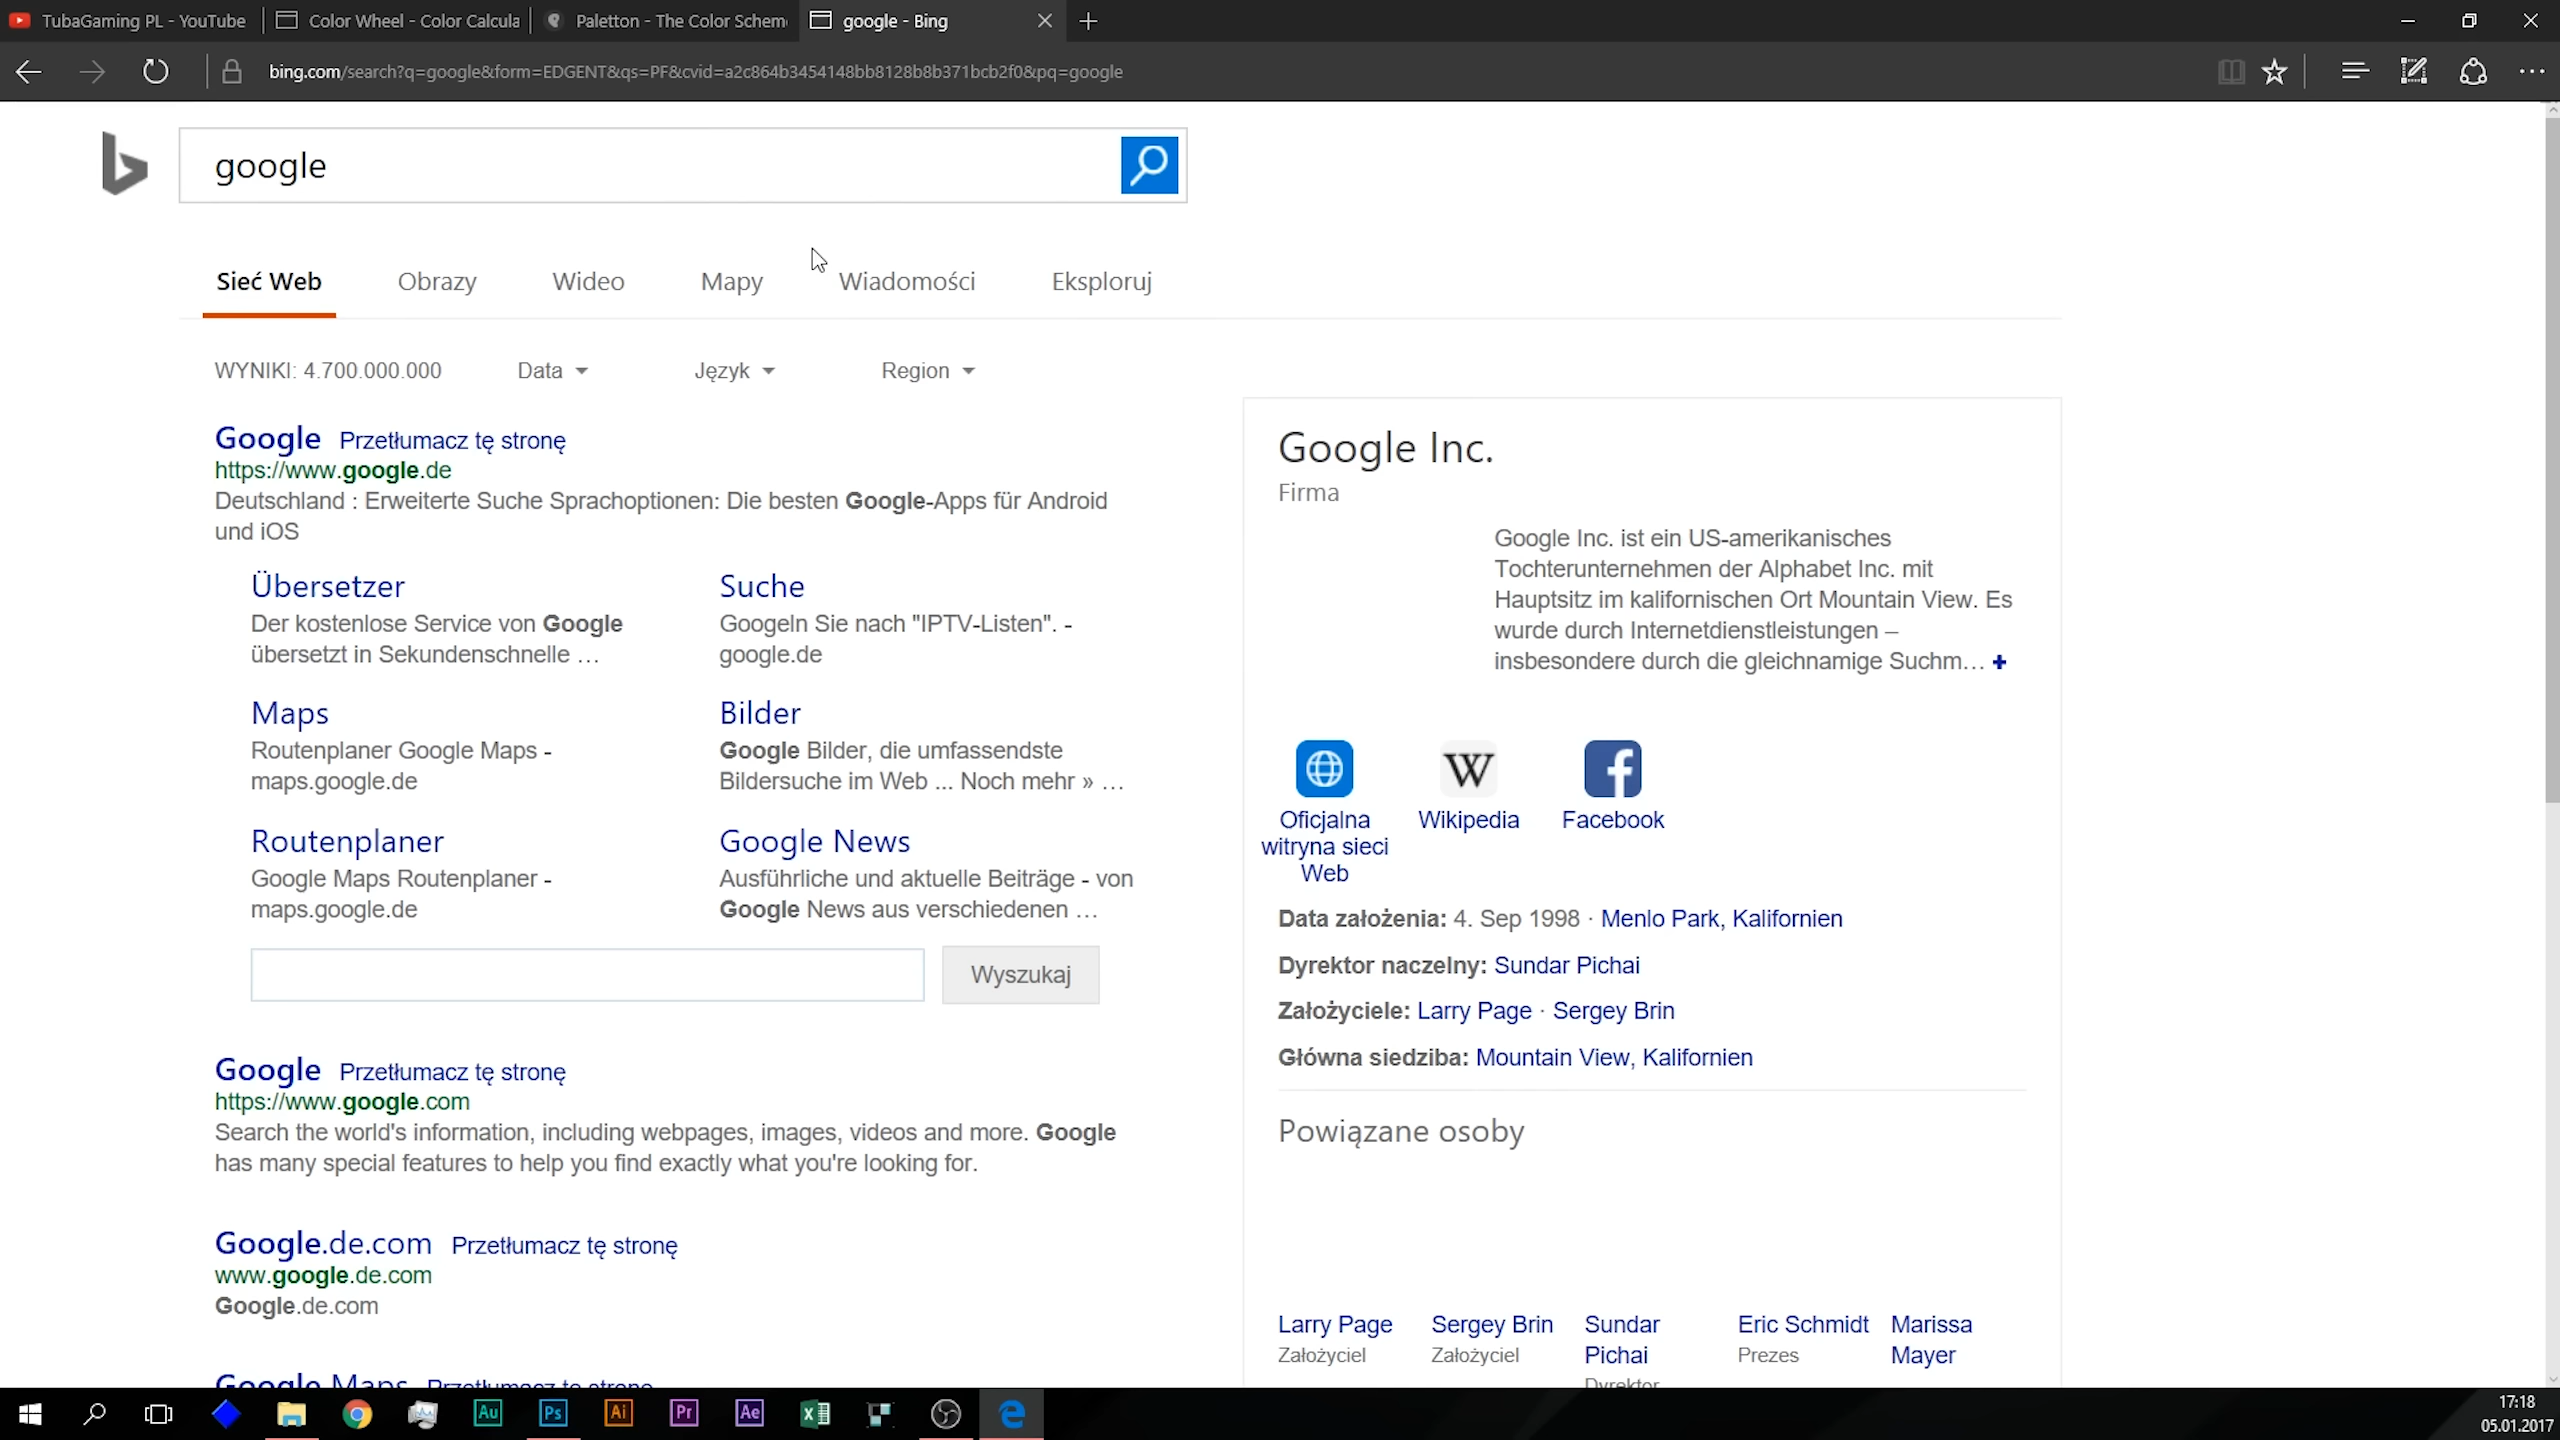 TubaGaming PL - YouTube
Color Wheel - Color Calcula
Paletton - The Color Schem
google - Bing
bing.com/search?q=google&form=EDGENT&qs=PF&cvid=a2c864b3454148bb8128b8b371bcb2f0&pq=google
google
Sieć Web
Obrazy
Wideo
Mapy
Wiadomości
Eksploruj
WYNIKI: 4.700.000.000
Data
Język
Region
Google Przetłumacz tę stronę
https://www.google.de
Deutschland : Erweiterte Suche Sprachoptionen: Die besten Google-Apps für Android
und iOS
Übersetzer
Der kostenlose Service von Google
übersetzt in Sekundenschnelle ...
Suche
Googeln Sie nach "IPTV-Listen". -
google.de
Maps
Routenplaner Google Maps -
maps.google.de
Bilder
Google Bilder, die umfassendste
Bildersuche im Web ... Noch mehr » ...
Routenplaner
Google Maps Routenplaner -
maps.google.de
Google News
Ausführliche und aktuelle Beiträge - von
Google News aus verschiedenen ...
Wyszukaj
Google Przetłumacz tę stronę
https://www.google.com
Search the world's information, including webpages, images, videos and more. Google
has many special features to help you find exactly what you're looking for.
Google.de.com Przetłumacz tę stronę
www.google.de.com
Google.de.com
Google Maps Przetłumacz tę stronę
Google Inc.
Firma
Google Inc. ist ein US-amerikanisches
Tochterunternehmen der Alphabet Inc. mit
Hauptsitz im kalifornischen Ort Mountain View. Es
wurde durch Internetdienstleistungen –
insbesondere durch die gleichnamige Suchm... +
W
f
Oficjalna
witryna sieci
Web
Wikipedia
Facebook
Data założenia: 4. Sep 1998 · Menlo Park, Kalifornien
Dyrektor naczelny: Sundar Pichai
Założyciele: Larry Page · Sergey Brin
Główna siedziba: Mountain View, Kalifornien
Powiązane osoby
Larry Page
Założyciel
Sergey Brin
Założyciel
Sundar
Pichai
Dyrektor
Eric Schmidt
Prezes
Marissa
Mayer
Au
Ps
Ai
Pr
Ae
17:18
05.01.2017